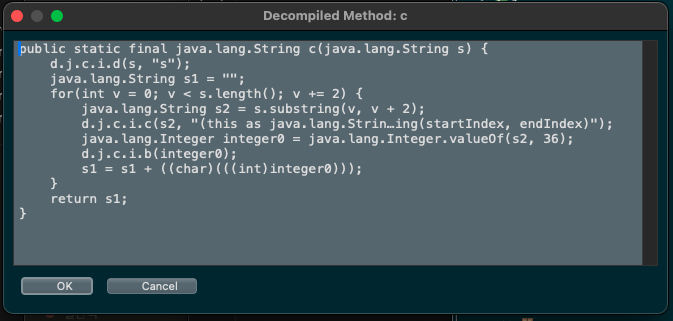 Decompiled Method: c
public static final java.lang.String c(java.lang.String s) {
    d.j.c.i.d(s, "s");
    java.lang.String s1 = "";
    for(int v = 0; v < s.length(); v += 2) {
        java.lang.String s2 = s.substring(v, v + 2);
        d.j.c.i.c(s2, "(this as java.lang.Strin…ing(startIndex, endIndex)");
        java.lang.Integer integer0 = java.lang.Integer.valueOf(s2, 36);
        d.j.c.i.b(integer0);
        s1 = s1 + ((char)(((int)integer0)));
    }
    return s1;
}
OK
Cancel